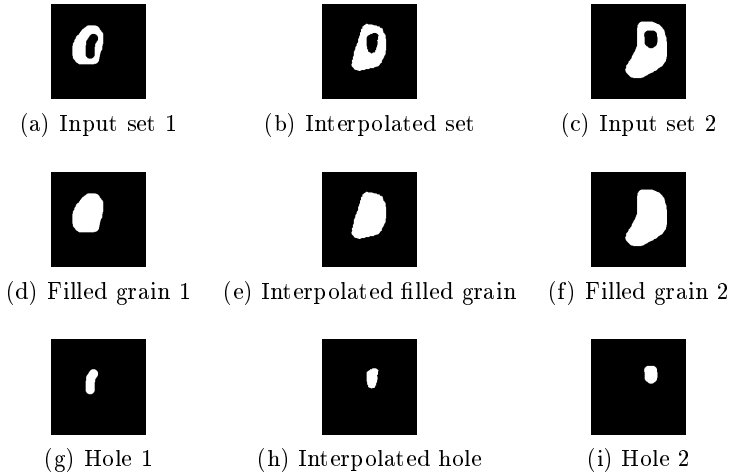 (a) Input set 1
(b) Interpolated set
(c) Input set 2
(d) Filled grain 1
(e) Interpolated filled grain
(f) Filled grain 2
(g) Hole 1
(h) Interpolated hole
(i) Hole 2